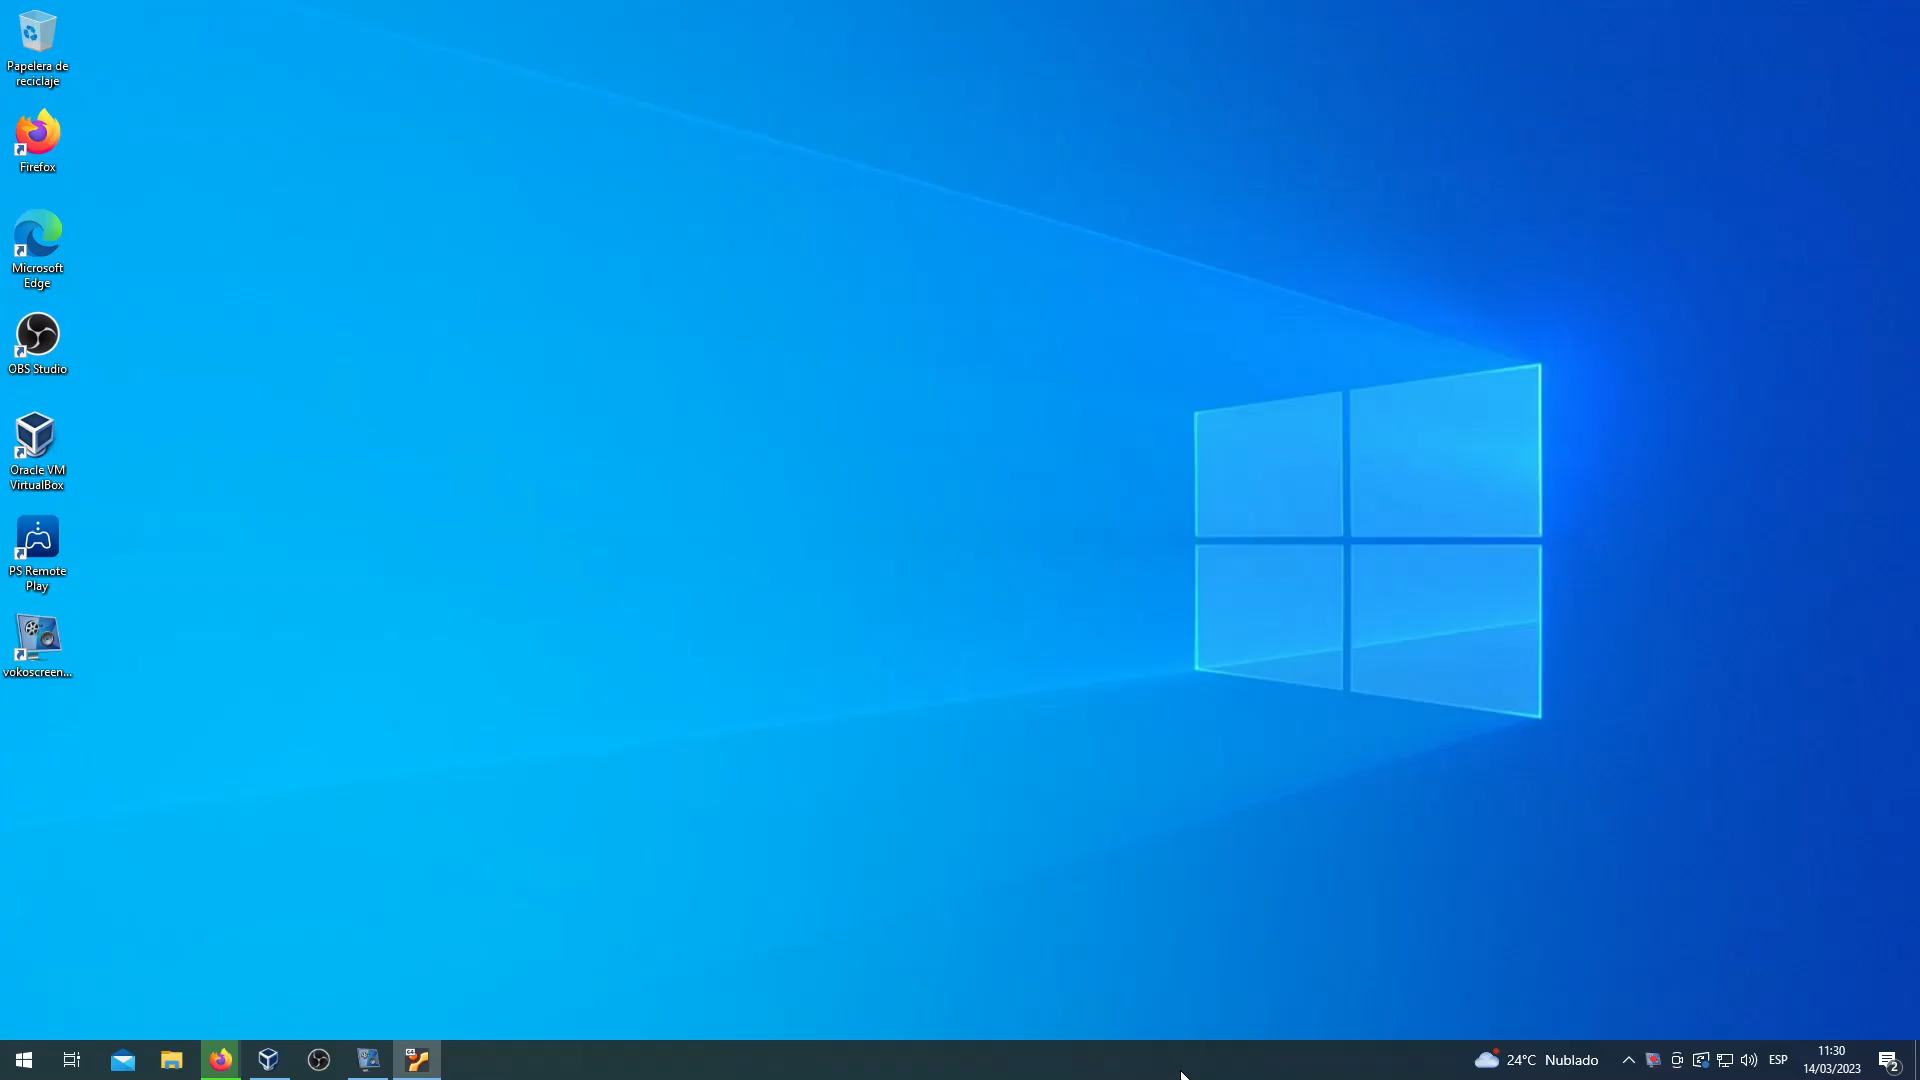 Papelera de
reciclaje
Firefox
Microsoft
Edge
OBS Studio
Oracle VM
VirtualBox
PS Remote
Play
vokoscreen...
64
24°C Nublado
ESP
11:30
14/03/2023
2